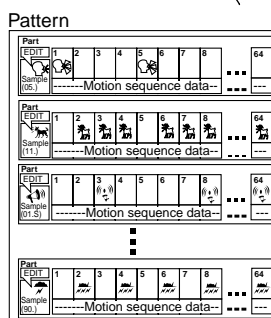 Pattern
Part
EDIT 1 2 3 4 5 6 7 8 64
Sample
(05.)
-------Motion sequence data-- ---
Part
EDIT 1 2 3 4 5 6 7 8 64
Sample
(11.)
-------Motion sequence data-- ---
Part
EDIT 1 2 3 4 5 6 7 8 64
Sample
(01.S)
-------Motion sequence data-- ---
Part
EDIT 1 2 3 4 5 6 7 8 64
Sample
(90.)
-------Motion sequence data-- ---